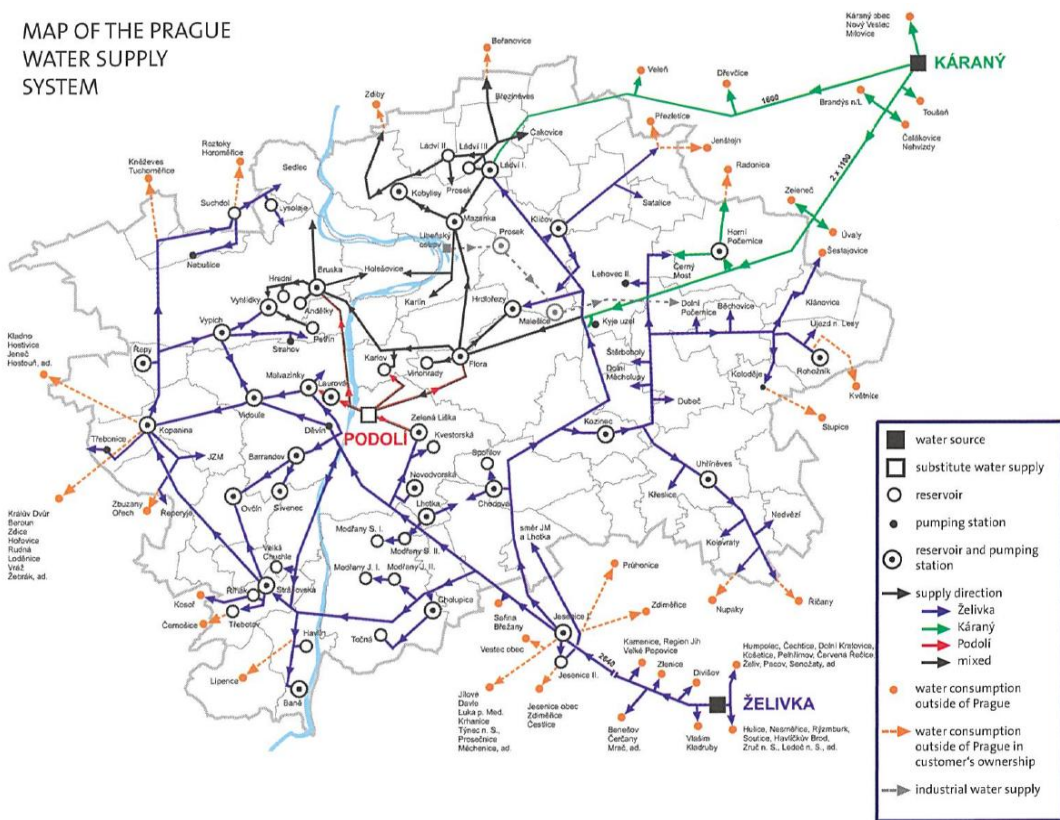 MAP OF THE PRAGUE
WATER SUPPLY
SYSTEM
Káraný obec
Nový Vestec
Milovice
KÁRANÝ
Bořanovice
Veleň
Dřevčice
Brandýs n/L
Toušeň
Čelákovice
Nehvizdy
1600
2 x 1100
Zdiby
Březiněves
Čakovice
Přezletice
Jenštejn
Radonice
Zeleneč
Úvaly
Šestajovice
Kněževes
Tuchoměřice
Roztoky
Horoměřice
Sedlec
Suchdol
Lysolaje
Nebušice
Ládví II
Ládví III
Ládví I.
Kobylisy
Prosek
Mazanka
Klíčov
Satalice
Libeňský
ostrov
Prosek
Horní
Počernice
Černý
Most
Lehovec II.
Hradní
Bruska
Holešovice
Karlín
Hrdlořezy
Malešice
Kyje uzel
Dolní
Počernice
Běchovice
Klánovice
Újezd n. Lesy
Rohožník
Květnice
Koloděje
Stupice
Vyhlídky
Andělky
Petřín
Vypich
Strahov
Řepy
Karlov
Vinohrady
Flora
Štěrboholy
Dolní
Měcholupy
Dubeč
Kladno
Hostivice
Jeneč
Hostouň, ad.
Malvazinky
Laurová
PODOLÍ
Zelená Liška
Kvestorská
Vidoule
Děvín
Kopanina
Třebonice
JZM
Barrandov
Zbuzany
Ořech
Řeporyje
Ovčín
Slivenec
Spořilov
Novodvorská
Lhotka
Chodová
Kozinec
Uhříněves
Křeslice
Nedvězí
Kolovraty
Nupaky
Říčany
Králův Dvůr
Beroun
Zdice
Hořovice
Rudná
Loděnice
Vráž
Žebrák, ad.
Modřany S. I.
Modřany S. II.
směr JM
a Lhotka
Velká
Chuchle
Modřany J. I.
Modřany J. II.
Kosoř
Černošice
Třebotov
Cholupice
Točná
Havlín
Lipence
Baně
Průhonice
Zdiměřice
Safina
Břežany
Jesenice I.
Vestec obec
Jesenice II.
Kamenice, Region Jih
Velké Popovice
Zlenice
Divišov
2640
Humpolec, Čechtice, Dolní Kralovice,
Košetice, Pelhřimov, Červená Řečice,
Želiv, Pacov, Senožaty, ad
ŽELIVKA
Jílové
Davle
Luka p. Med.
Krhanice
Týnec n. S.,
Prosečnice
Měchenice, ad.
Jesenice obec
Zdiměřice
Čestlice
Benešov
Čerčany
Mrač, ad.
Vlašim
Kladruby
Hulice, Nesměřice, Rýzmburk,
Soutice, Havlíčkův Brod,
Zruč n. S., Ledeč n. S., ad.
water source
substitute water supply
reservoir
pumping station
reservoir and pumping
station
supply direction
Želivka
Káraný
Podolí
mixed
water consumption
outside of Prague
water consumption
outside of Prague in
customer's ownership
industrial water supply